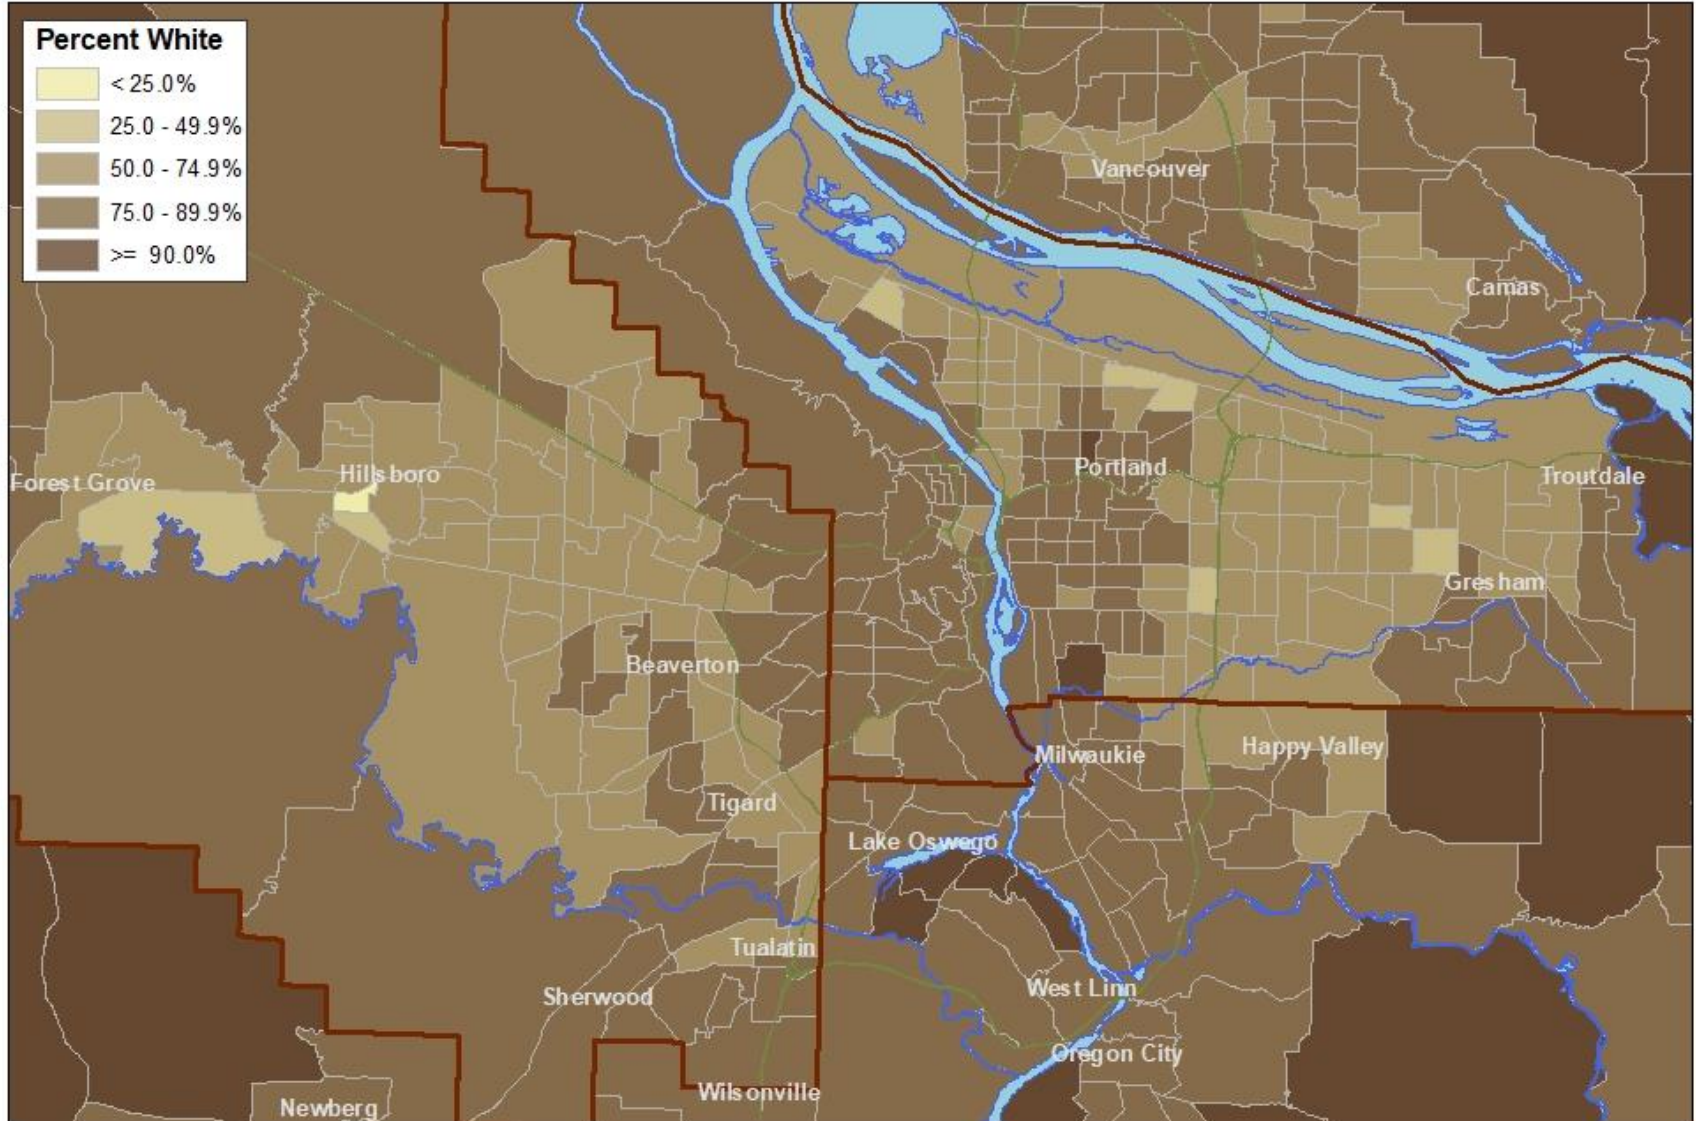 Percent White
< 25.0%
25.0 - 49.9%
50.0 - 74.9%
75.0 - 89.9%
>= 90.0%
Vancouver
Camas
Portland
Hillsboro
Forest Grove
Troutdale
Gresham
Beaverton
Happy Valley
Milwaukie
Tigard
Lake Oswego
Tualatin
West Linn
Sherwood
Oregon City
Wilsonville
Newberg